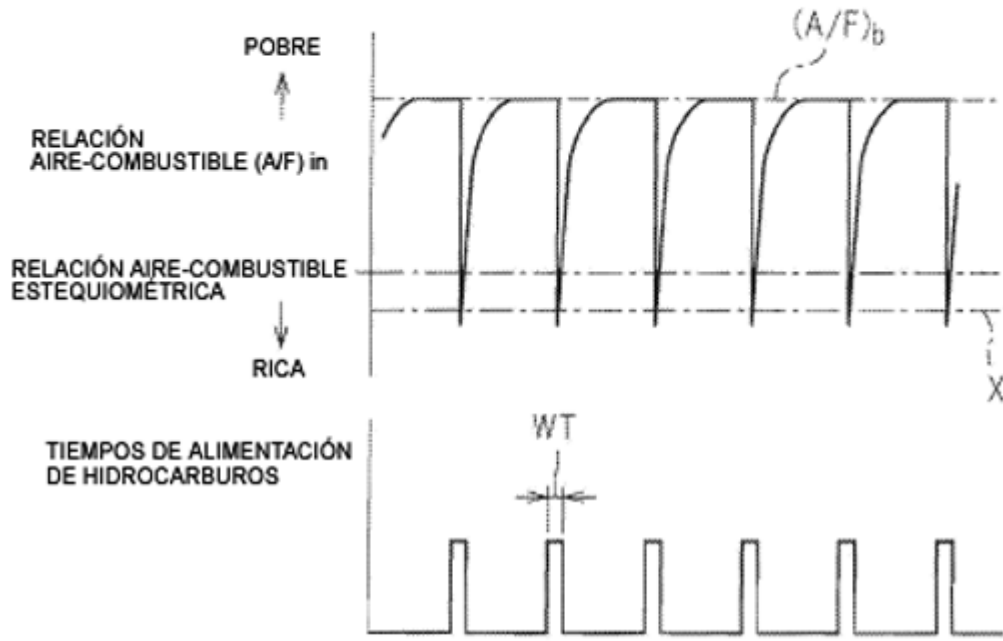 POBRE
(A/F)b
RELACIÓN
AIRE-COMBUSTIBLE (A/F) in
RELACIÓN AIRE-COMBUSTIBLE
ESTEQUIOMÉTRICA
RICA
X
TIEMPOS DE ALIMENTACIÓN
DE HIDROCARBUROS
WT